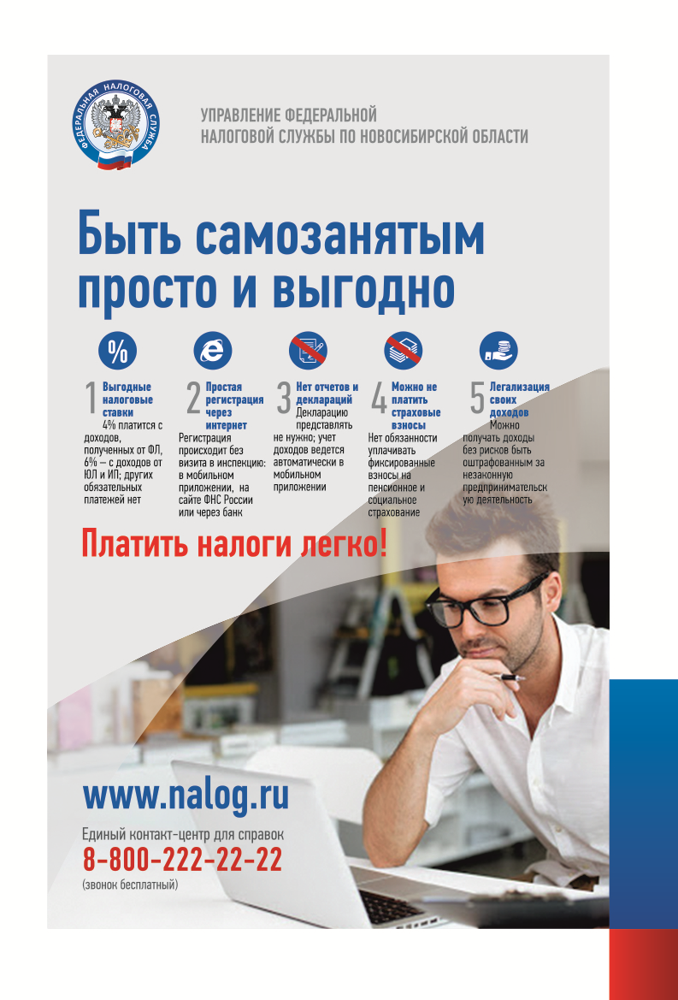 ФЕДЕРАЛЬНАЯ НАЛОГОВАЯ СЛУЖБА
УПРАВЛЕНИЕ ФЕДЕРАЛЬНОЙ
НАЛОГОВОЙ СЛУЖБЫ ПО НОВОСИБИРСКОЙ ОБЛАСТИ
Быть самозанятым
просто и выгодно
%
1 Выгодные
налоговые
ставки
4% платится с
доходов,
полученных от ФЛ,
6% – с доходов от
ЮЛ и ИП; других
обязательных
платежей нет
2 Простая
регистрация
через
интернет
Регистрация
происходит без
визита в инспекцию:
в мобильном
приложении, на
сайте ФНС России
или через банк
3 Нет отчетов и
деклараций
Декларацию
представлять
не нужно; учет
доходов ведется
автоматически в
мобильном
приложении
4 Можно не
платить
страховые
взносы
Нет обязанности
уплачивать
фиксированные
взносы на
пенсионное и
социальное
страхование
5 Легализация
своих
доходов
Можно
получать доходы
без рисков быть
оштрафованным за
незаконную
предпринимательск
ую деятельность
Платить налоги легко!
www.nalog.ru
Единый контакт-центр для справок
8-800-222-22-22
(звонок бесплатный)